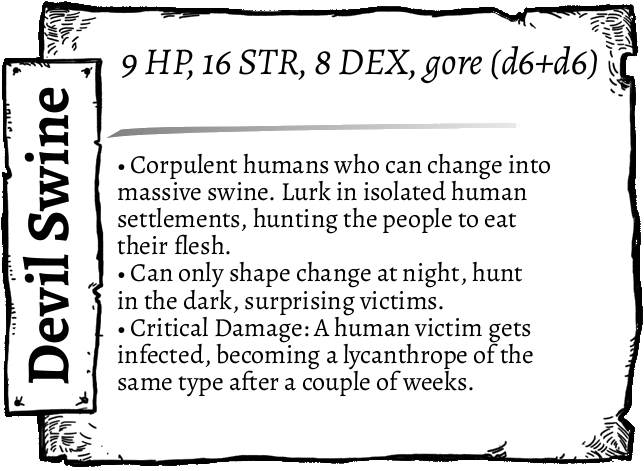 Devil Swine
9 HP, 16 STR, 8 DEX, gore (d6+d6)
• Corpulent humans who can change into
massive swine. Lurk in isolated human
settlements, hunting the people to eat
their flesh.
• Can only shape change at night, hunt
in the dark, surprising victims.
• Critical Damage: A human victim gets
infected, becoming a lycanthrope of the
same type after a couple of weeks.